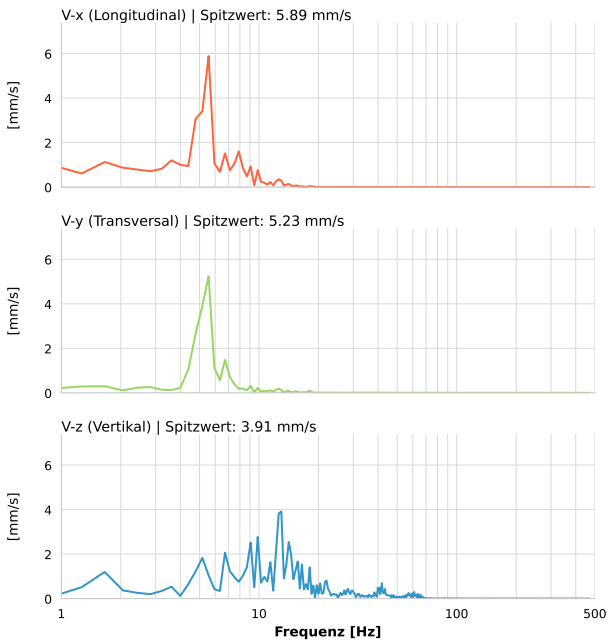 V-x (Longitudinal) | Spitzwert: 5.89 mm/s
6
4
2
0
[mm/s]
V-y (Transversal) | Spitzwert: 5.23 mm/s
6
4
2
0
[mm/s]
V-z (Vertikal) | Spitzwert: 3.91 mm/s
6
4
2
0
[mm/s]
1 10 100 500
Frequenz [Hz]